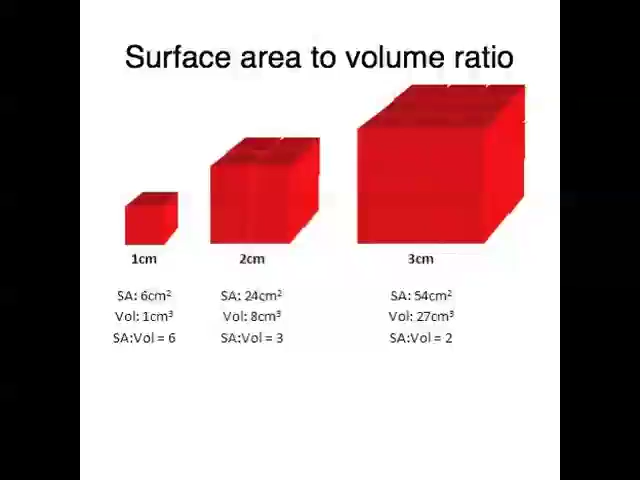 Surface area to volume ratio
1cm 2cm 3cm
SA: 6cm² SA: 24cm² SA: 54cm²
Vol: 1cm³ Vol: 8cm³ Vol: 27cm³
SA:Vol = 6 SA:Vol = 3 SA:Vol = 2